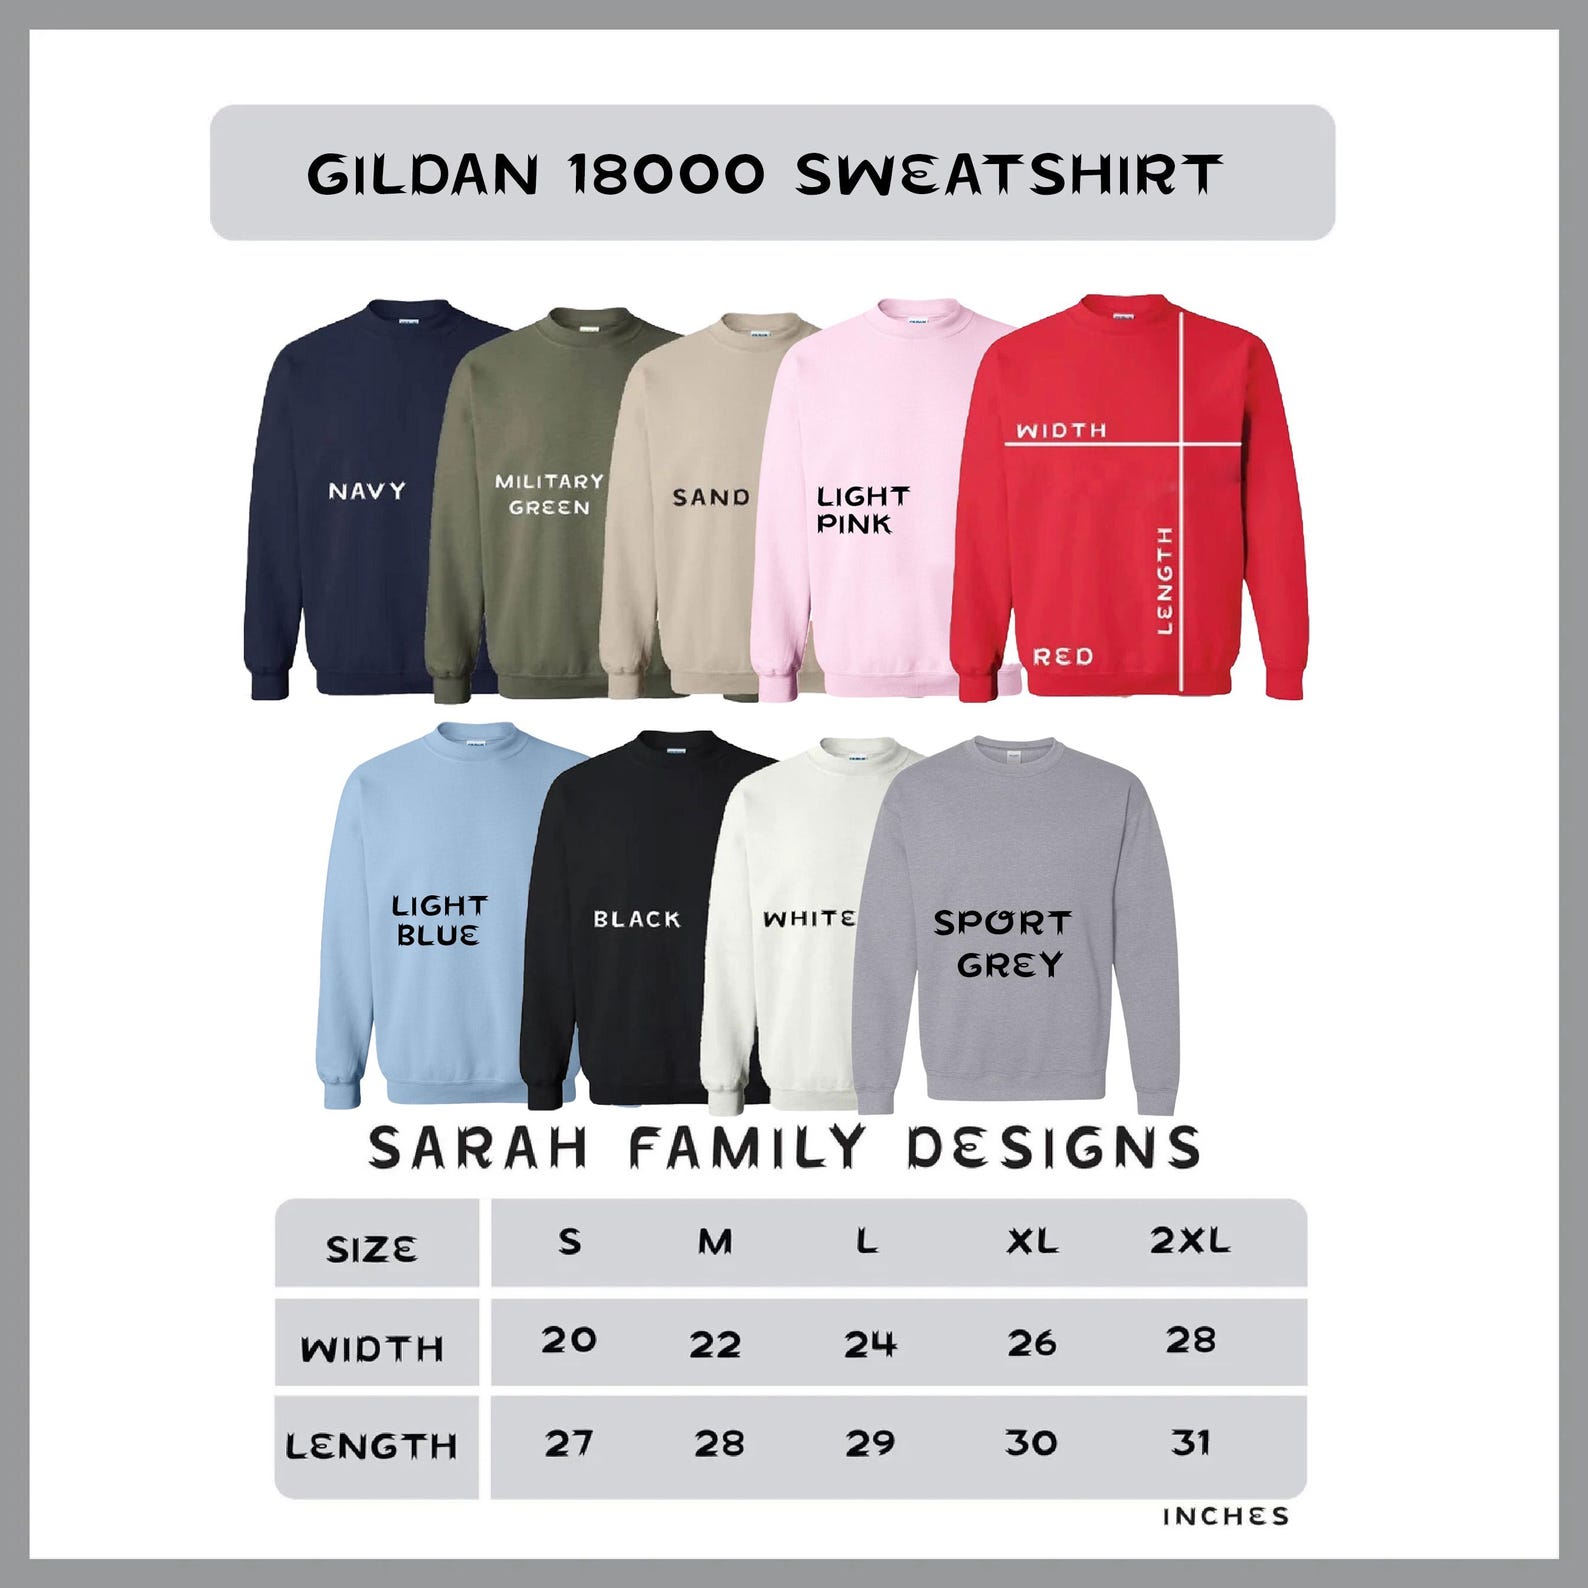 GILDAN 18000 SWEATSHIRT
NAVY
MILITARY
GREEN
SAND
LIGHT
PINK
WIDTH
LENGTH
RED
LIGHT
BLUE
BLACK
WHITE
SPORT
GREY
SARAH FAMILY DESIGNS
SIZE S M L XL 2XL
WIDTH 20 22 24 26 28
LENGTH 27 28 29 30 31
INCHES